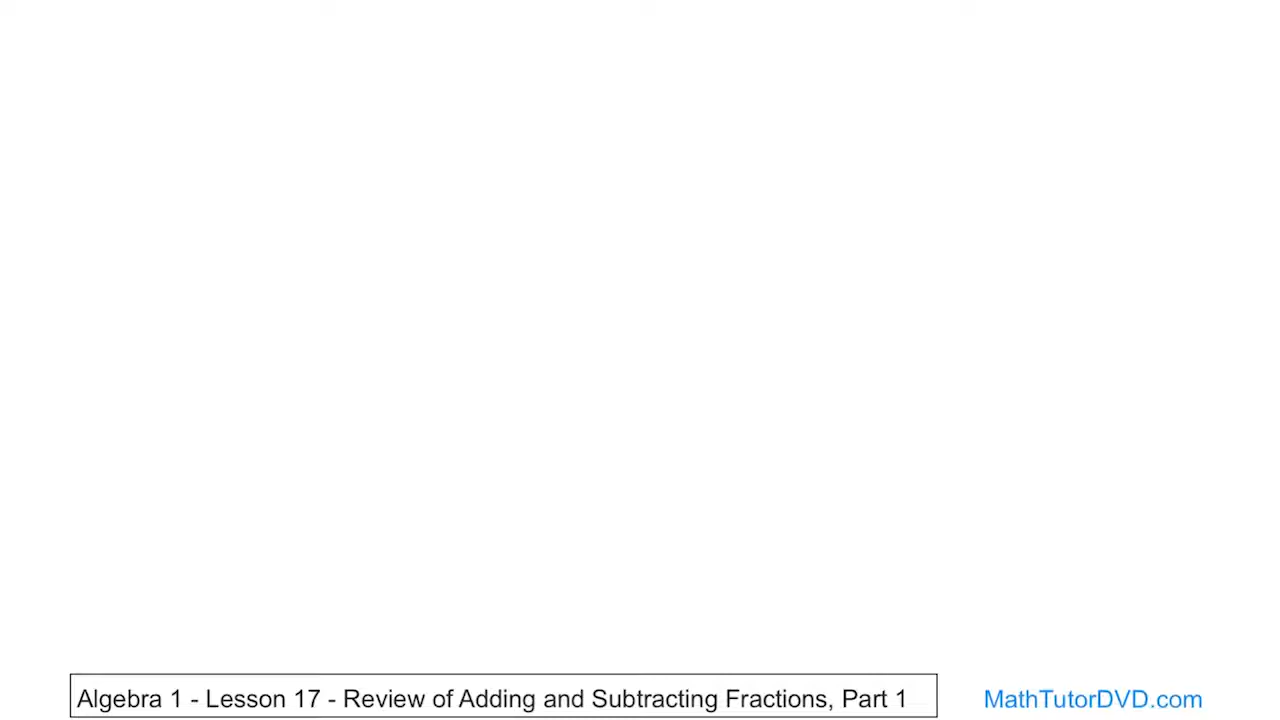 Algebra 1 - Lesson 17 - Review of Adding and Subtracting Fractions, Part 1
MathTutorDVD.com